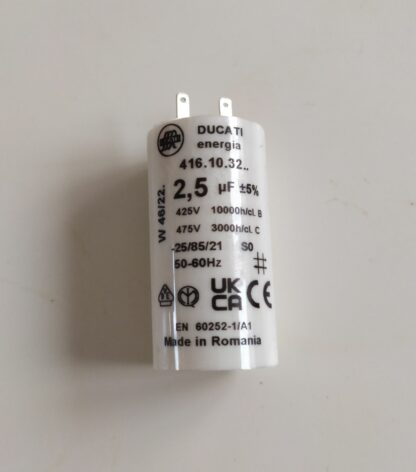 DUCATI
energia
416.10.32..
2,5 µF ±5%
425V 10000h/cl. B
475V 3000h/cl. C
-25/85/21 S0
50-60Hz #
UK
CA CE
EN 60252-1/A1
Made in Romania
W 46/22.